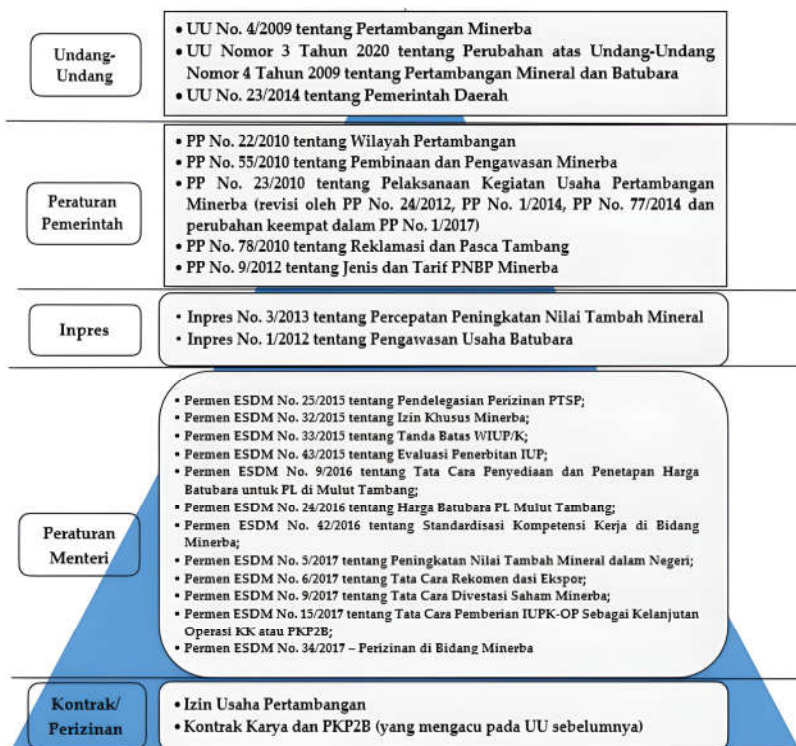 Undang-
Undang
• UU No. 4/2009 tentang Pertambangan Minerba
• UU Nomor 3 Tahun 2020 tentang Perubahan atas Undang-Undang
Nomor 4 Tahun 2009 tentang Pertambangan Mineral dan Batubara
• UU No. 23/2014 tentang Pemerintah Daerah
Peraturan
Pemerintah
• PP No. 22/2010 tentang Wilayah Pertambangan
• PP No. 55/2010 tentang Pembinaan dan Pengawasan Minerba
• PP No. 23/2010 tentang Pelaksanaan Kegiatan Usaha Pertambangan
Minerba (revisi oleh PP No. 24/2012, PP No. 1/2014, PP No. 77/2014 dan
perubahan keempat dalam PP No. 1/2017)
• PP No. 78/2010 tentang Reklamasi dan Pasca Tambang
• PP No. 9/2012 tentang Jenis dan Tarif PNBP Minerba
Inpres
• Inpres No. 3/2013 tentang Percepatan Peningkatan Nilai Tambah Mineral
• Inpres No. 1/2012 tentang Pengawasan Usaha Batubara
Peraturan
Menteri
▪ Permen ESDM No. 25/2015 tentang Pendelegasian Perizinan PTSP;
▪ Permen ESDM No. 32/2015 tentang Izin Khusus Minerba;
▪ Permen ESDM No. 33/2015 tentang Tanda Batas WIUP/K;
▪ Permen ESDM No. 43/2015 tentang Evaluasi Penerbitan IUP;
▪ Permen ESDM No. 9/2016 tentang Tata Cara Penyediaan dan Penetapan Harga
Batubara untuk PL di Mulut Tambang;
▪ Permen ESDM No. 24/2016 tentang Harga Batubara PL Mulut Tambang;
▪ Permen ESDM No. 42/2016 tentang Standardisasi Kompetensi Kerja di Bidang
Minerba;
▪ Permen ESDM No. 5/2017 tentang Peningkatan Nilai Tambah Mineral dalam Negeri;
▪ Permen ESDM No. 6/2017 tentang Tata Cara Rekomen dasi Ekspor;
▪ Permen ESDM No. 9/2017 tentang Tata Cara Divestasi Saham Minerba;
▪ Permen ESDM No. 15/2017 tentang Tata Cara Pemberian IUPK-OP Sebagai Kelanjutan
Operasi KK atau PKP2B;
▪ Permen ESDM No. 34/2017 – Perizinan di Bidang Minerba
Kontrak/
Perizinan
• Izin Usaha Pertambangan
• Kontrak Karya dan PKP2B (yang mengacu pada UU sebelumnya)